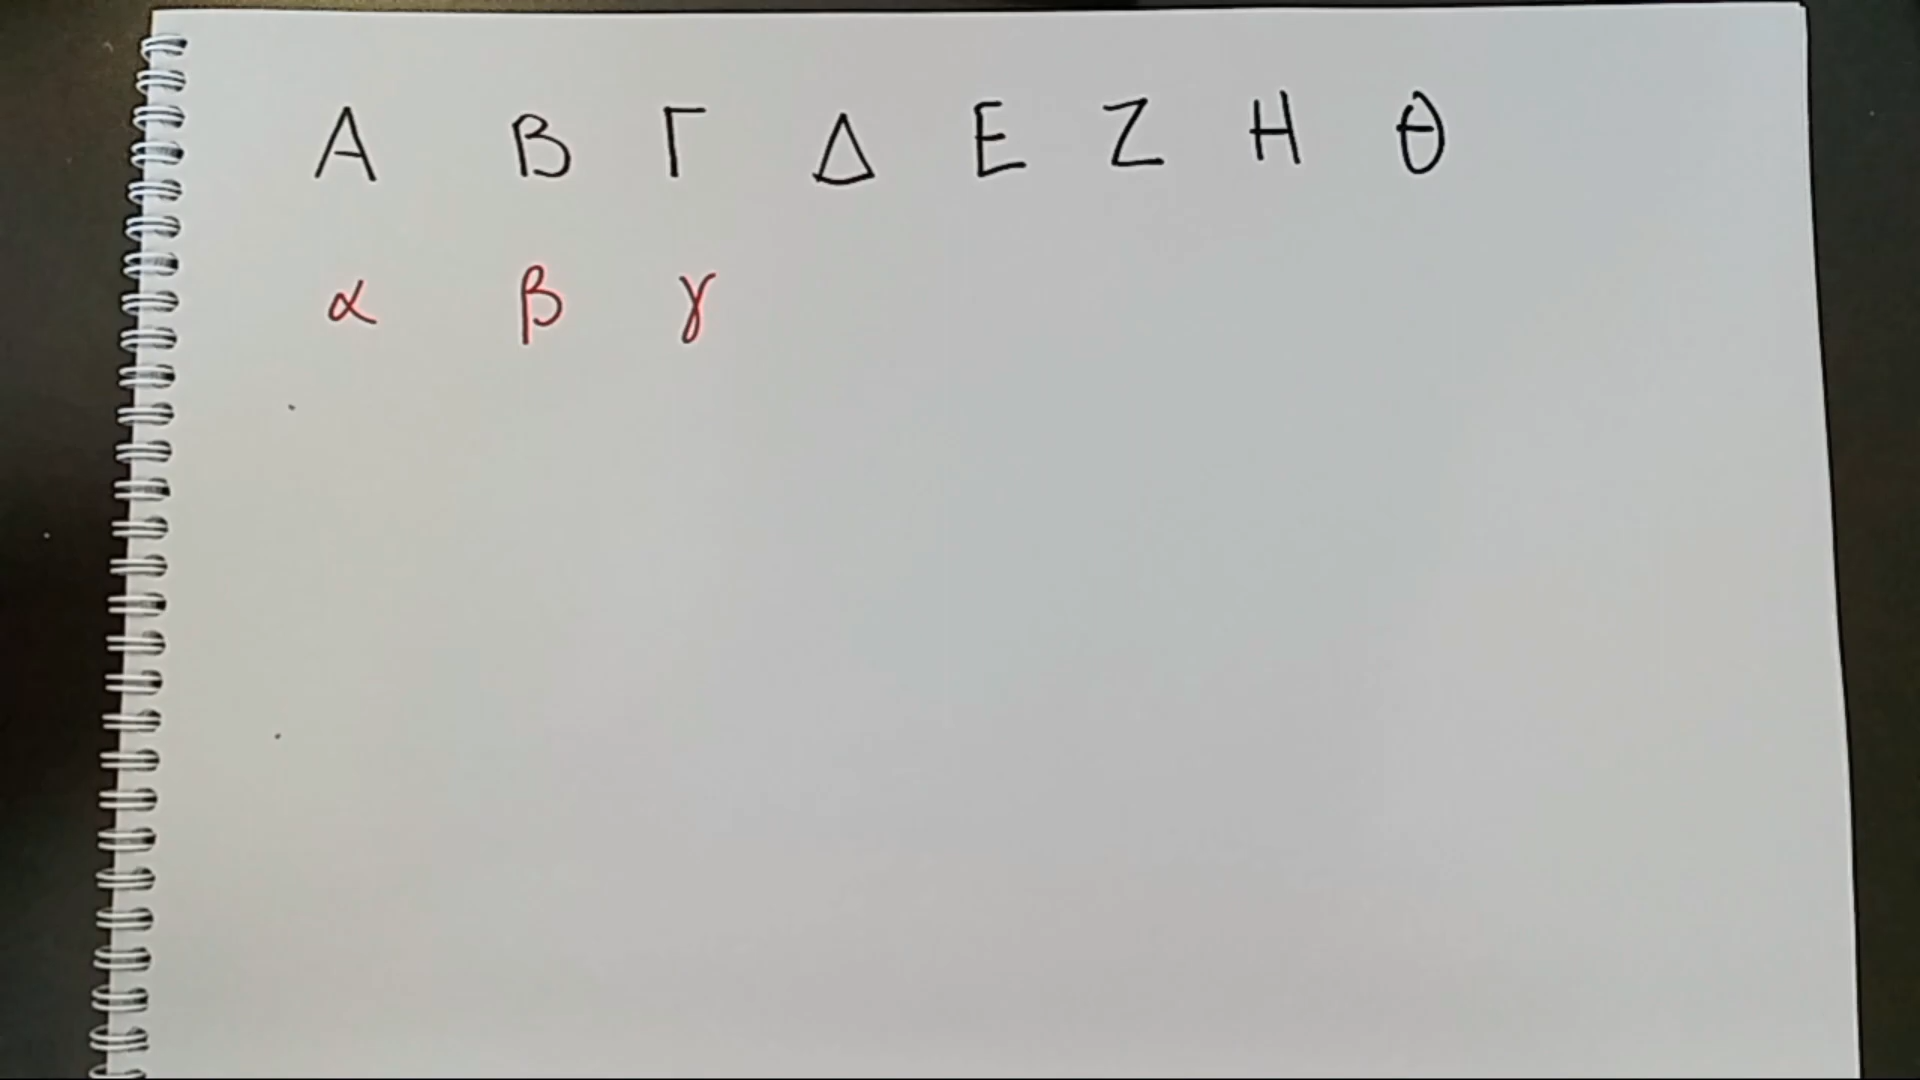 Α Β Γ Δ Ε Ζ Η Θ
α β γ